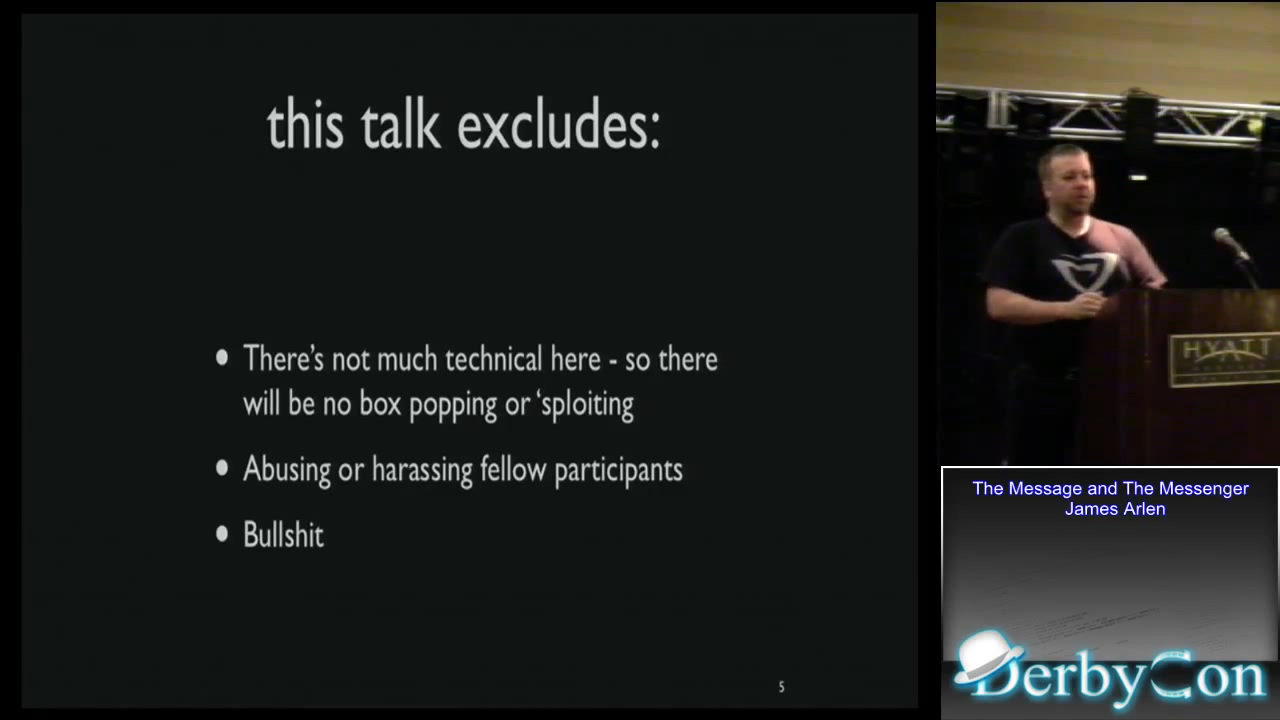 this talk excludes:
• There’s not much technical here - so there
will be no box popping or ‘sploiting
• Abusing or harassing fellow participants
• Bullshit
5
HYATT
The Message and The Messenger
James Arlen
DerbyCon